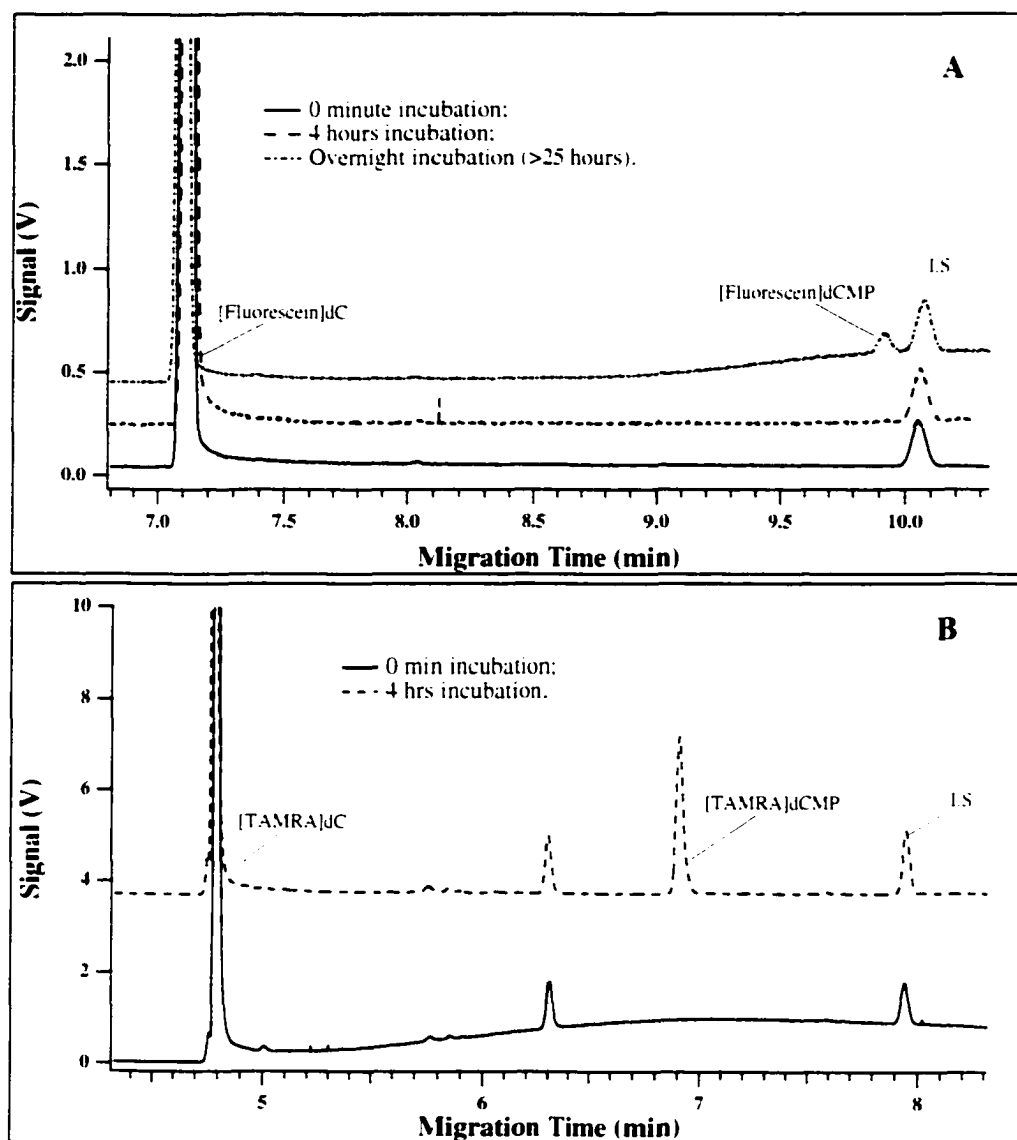 A
2.0
1.5
1.0
0.5
0.0
Signal (V)
0 minute incubation;
4 hours incubation;
Overnight incubation (>25 hours).
[Fluorescein]dC
[Fluorescein]dCMP
I.S
7.0
7.5
8.0
8.5
9.0
9.5
10.0
Migration Time (min)
B
10
8
6
4
2
0
Signal (V)
0 min incubation;
4 hrs incubation.
[TAMRA]dC
[TAMRA]dCMP
I.S
5
6
7
8
Migration Time (min)